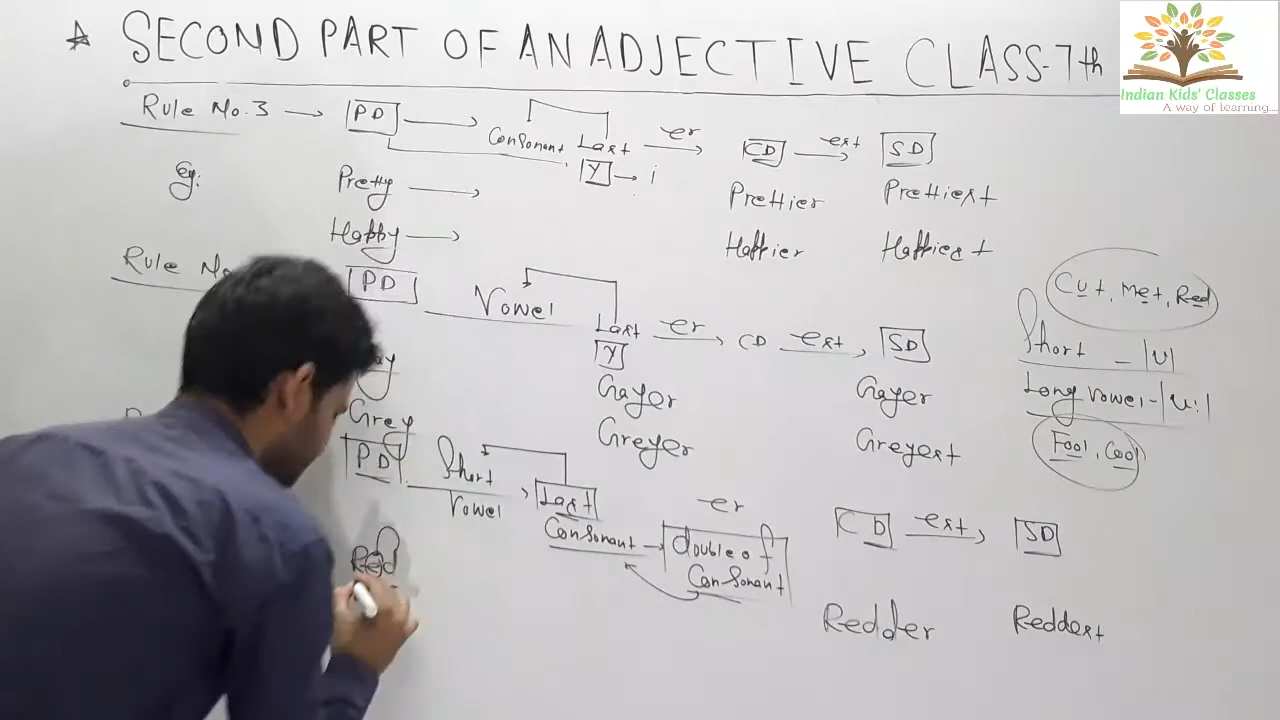 ☆ SECOND PART OF AN ADJECTIVE CLASS-7th
Indian Kids' Classes
A way of learning...
Rule No.3 → PD → Consonant Last er CD est SD
Y → i
eg: Pretty → Prettier Prettiest
Happy → Happier Happiest
Rule No PD Vowel Last er CD est SD
Y
Gayer Gayer
Grey Greyer Greyest
Cut, Met, Red
Short - |u|
Long vowel - |u:|
Fool, Cool
PD Short Vowel Last Consonant → er double of Consonant CD est SD
Red Redder Reddest